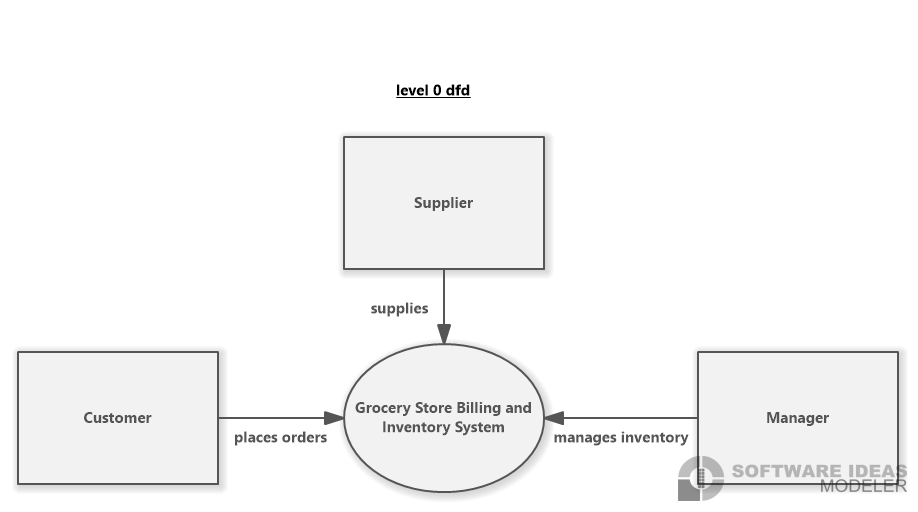 level 0 dfd
Supplier
supplies
Customer
places orders
Grocery Store Billing and
Inventory System
manages inventory
Manager
SOFTWARE IDEAS
MODELER